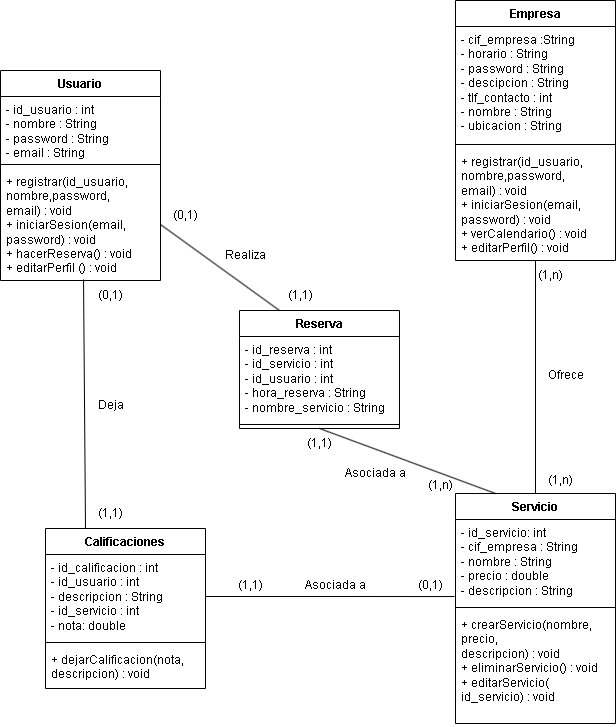 Empresa
- cif_empresa :String
- horario : String
- password : String
- descipcion : String
- tlf_contacto : int
- nombre : String
- ubicacion : String
+ registrar(id_usuario,
nombre,password,
email) : void
+ iniciarSesion(email,
password) : void
+ verCalendario() : void
+ editarPerfil() : void
(1,n)
Usuario
- id_usuario : int
- nombre : String
- password : String
- email : String
+ registrar(id_usuario,
nombre,password,
email) : void
+ iniciarSesion(email,
password) : void
+ hacerReserva() : void
+ editarPerfil () : void
(0,1)
Realiza
(0,1)
(1,1)
Reserva
- id_reserva : int
- id_servicio : int
- id_usuario : int
- hora_reserva : String
- nombre_servicio : String
Ofrece
Deja
(1,1)
Asociada a
(1,n)
(1,n)
(1,1)
Calificaciones
- id_calificacion : int
- id_usuario : int
- descripcion : String
- id_servicio : int
- nota: double
+ dejarCalificacion(nota,
descripcion) : void
(1,1)
Asociada a
(0,1)
Servicio
- id_servicio: int
- cif_empresa : String
- nombre : String
- precio : double
- descripcion : String
+ crearServicio(nombre,
precio,
descripcion) : void
+ eliminarServicio() : void
+ editarServicio(
id_servicio) : void